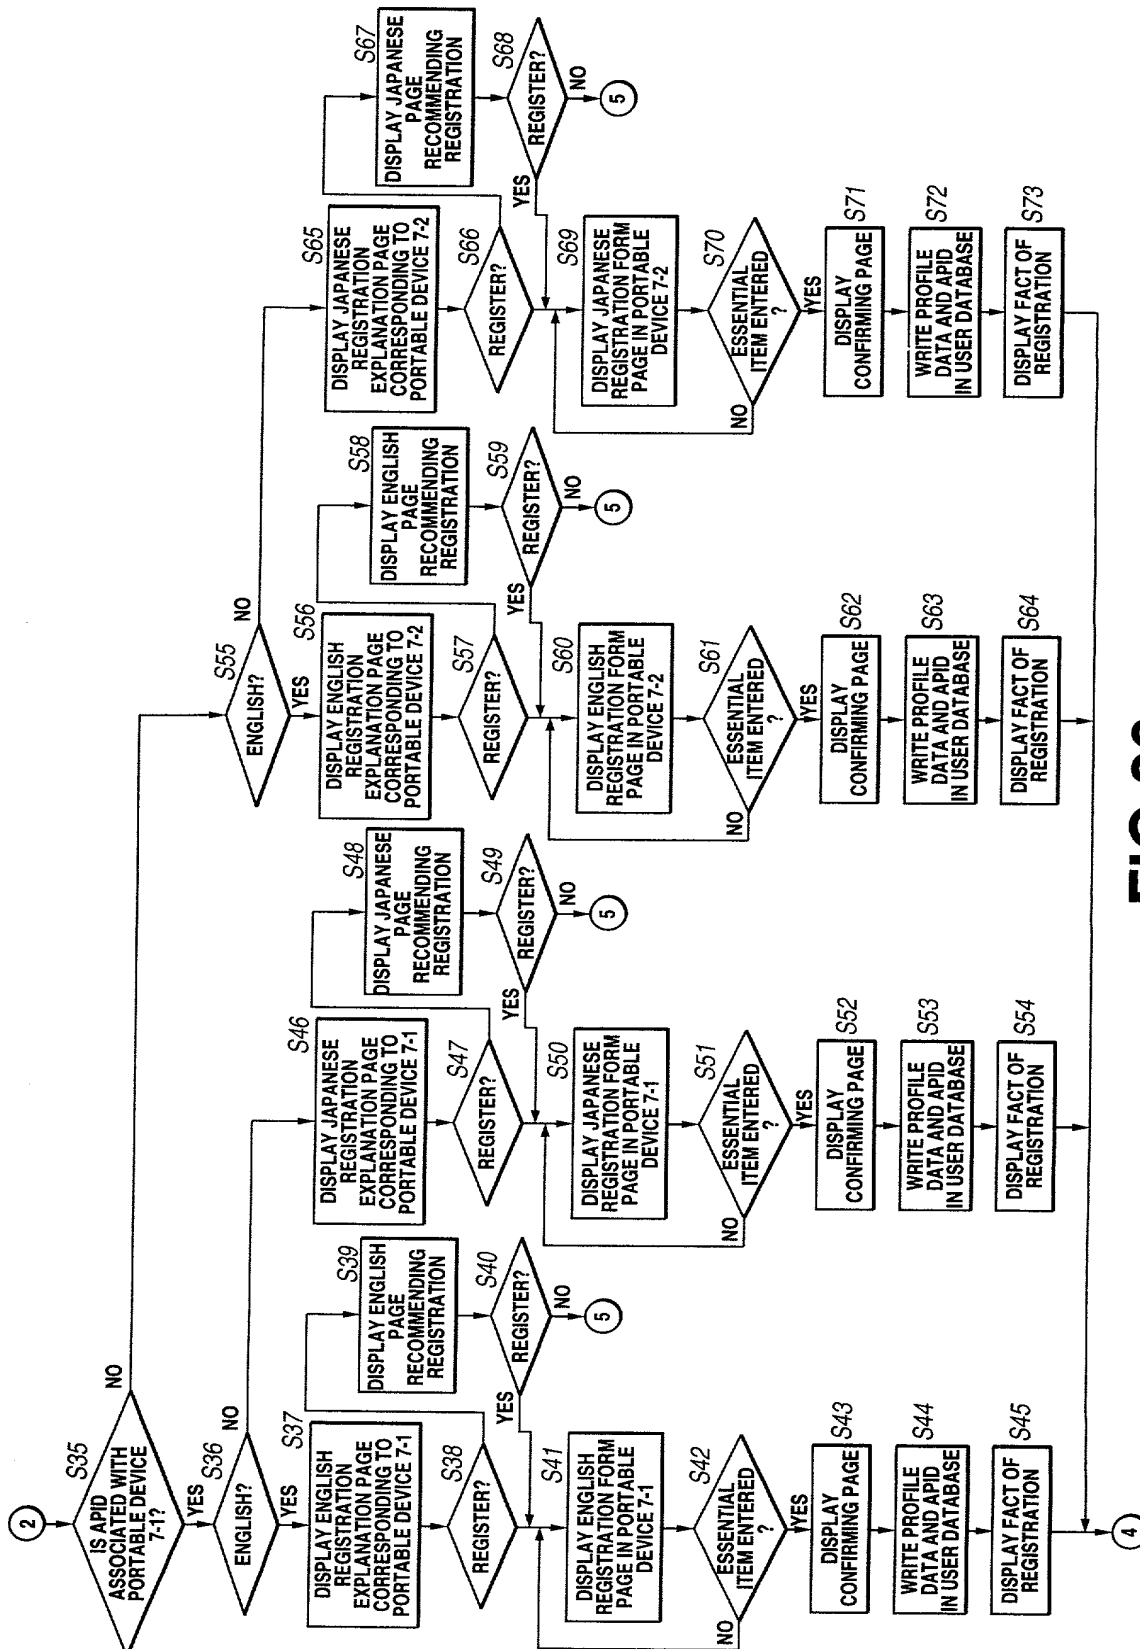 2
S35
IS APID
ASSOCIATED WITH
PORTABLE DEVICE
7-1?
NO
YES
S36
ENGLISH?
NO
YES
S37
DISPLAY ENGLISH
REGISTRATION
EXPLANATION PAGE
CORRESPONDING TO
PORTABLE DEVICE 7-1
S38
REGISTER?
S39
DISPLAY ENGLISH
PAGE
RECOMMENDING
REGISTRATION
S40
REGISTER?
YES
NO
5
S41
DISPLAY ENGLISH
REGISTRATION FORM
PAGE IN PORTABLE
DEVICE 7-1
S42
ESSENTIAL
ITEM ENTERED
?
NO
YES
S43
DISPLAY
CONFIRMING PAGE
S44
WRITE PROFILE
DATA AND APID
IN USER DATABASE
S45
DISPLAY FACT OF
REGISTRATION
4
S46
DISPLAY JAPANESE
REGISTRATION
EXPLANATION PAGE
CORRESPONDING TO
PORTABLE DEVICE 7-1
S47
REGISTER?
S48
DISPLAY JAPANESE
PAGE
RECOMMENDING
REGISTRATION
S49
REGISTER?
YES
NO
5
S50
DISPLAY JAPANESE
REGISTRATION FORM
PAGE IN PORTABLE
DEVICE 7-1
S51
ESSENTIAL
ITEM ENTERED
?
NO
YES
S52
DISPLAY
CONFIRMING PAGE
S53
WRITE PROFILE
DATA AND APID
IN USER DATABASE
S54
DISPLAY FACT OF
REGISTRATION
S55
ENGLISH?
NO
YES
S56
DISPLAY ENGLISH
REGISTRATION
EXPLANATION PAGE
CORRESPONDING TO
PORTABLE DEVICE 7-2
S57
REGISTER?
S58
DISPLAY ENGLISH
PAGE
RECOMMENDING
REGISTRATION
S59
REGISTER?
YES
NO
5
S60
DISPLAY ENGLISH
REGISTRATION FORM
PAGE IN PORTABLE
DEVICE 7-2
S61
ESSENTIAL
ITEM ENTERED
?
NO
YES
S62
DISPLAY
CONFIRMING PAGE
S63
WRITE PROFILE
DATA AND APID
IN USER DATABASE
S64
DISPLAY FACT OF
REGISTRATION
S65
DISPLAY JAPANESE
REGISTRATION
EXPLANATION PAGE
CORRESPONDING TO
PORTABLE DEVICE 7-2
S66
REGISTER?
S67
DISPLAY JAPANESE
PAGE
RECOMMENDING
REGISTRATION
S68
REGISTER?
YES
NO
5
S69
DISPLAY JAPANESE
REGISTRATION FORM
PAGE IN PORTABLE
DEVICE 7-2
S70
ESSENTIAL
ITEM ENTERED
?
NO
YES
S71
DISPLAY
CONFIRMING PAGE
S72
WRITE PROFILE
DATA AND APID
IN USER DATABASE
S73
DISPLAY FACT OF
REGISTRATION